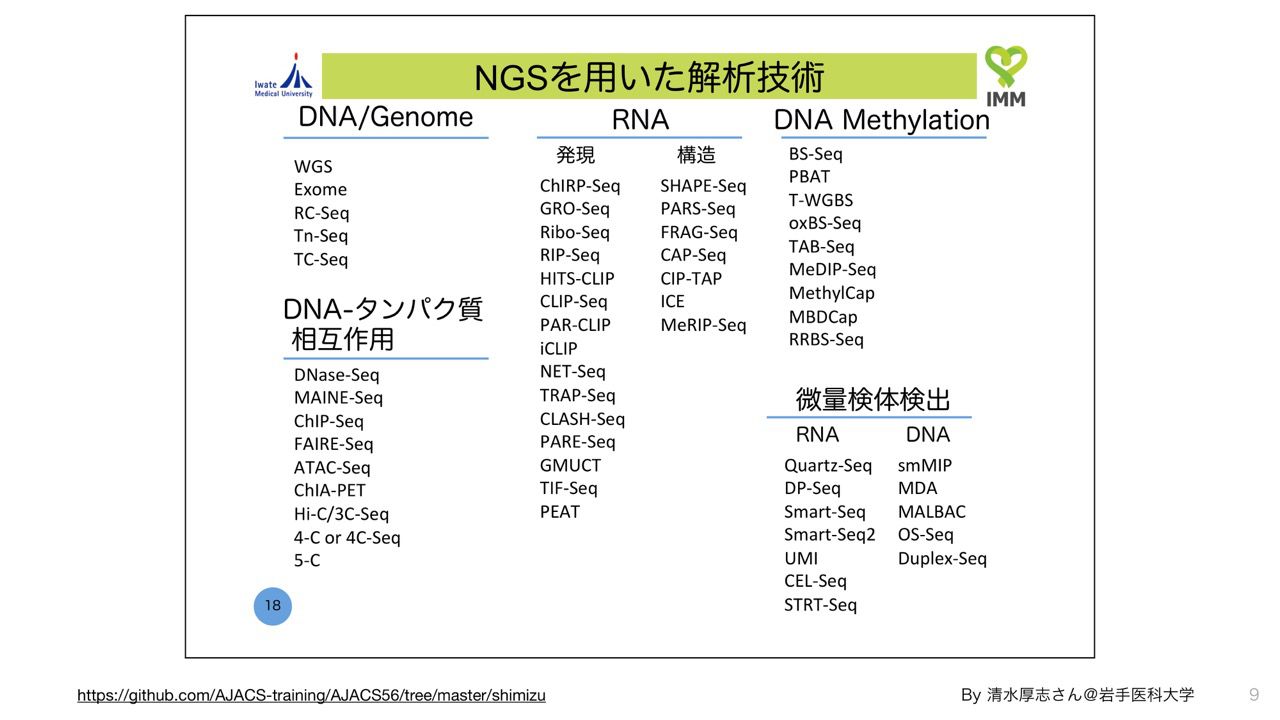 NGSを用いた解析技術
Iwate
Medical University
IMM
DNA/Genome
WGS
Exome
RC-Seq
Tn-Seq
TC-Seq
DNA-タンパク質
相互作用
DNase-Seq
MAINE-Seq
ChIP-Seq
FAIRE-Seq
ATAC-Seq
ChIA-PET
Hi-C/3C-Seq
4-C or 4C-Seq
5-C
RNA
発現
ChIRP-Seq
GRO-Seq
Ribo-Seq
RIP-Seq
HITS-CLIP
CLIP-Seq
PAR-CLIP
iCLIP
NET-Seq
TRAP-Seq
CLASH-Seq
PARE-Seq
GMUCT
TIF-Seq
PEAT
構造
SHAPE-Seq
PARS-Seq
FRAG-Seq
CAP-Seq
CIP-TAP
ICE
MeRIP-Seq
DNA Methylation
BS-Seq
PBAT
T-WGBS
oxBS-Seq
TAB-Seq
MeDIP-Seq
MethylCap
MBDCap
RRBS-Seq
微量検体検出
RNA
Quartz-Seq
DP-Seq
Smart-Seq
Smart-Seq2
UMI
CEL-Seq
STRT-Seq
DNA
smMIP
MDA
MALBAC
OS-Seq
Duplex-Seq
18
https://github.com/AJACS-training/AJACS56/tree/master/shimizu
By 清水厚志さん@岩手医科大学
9